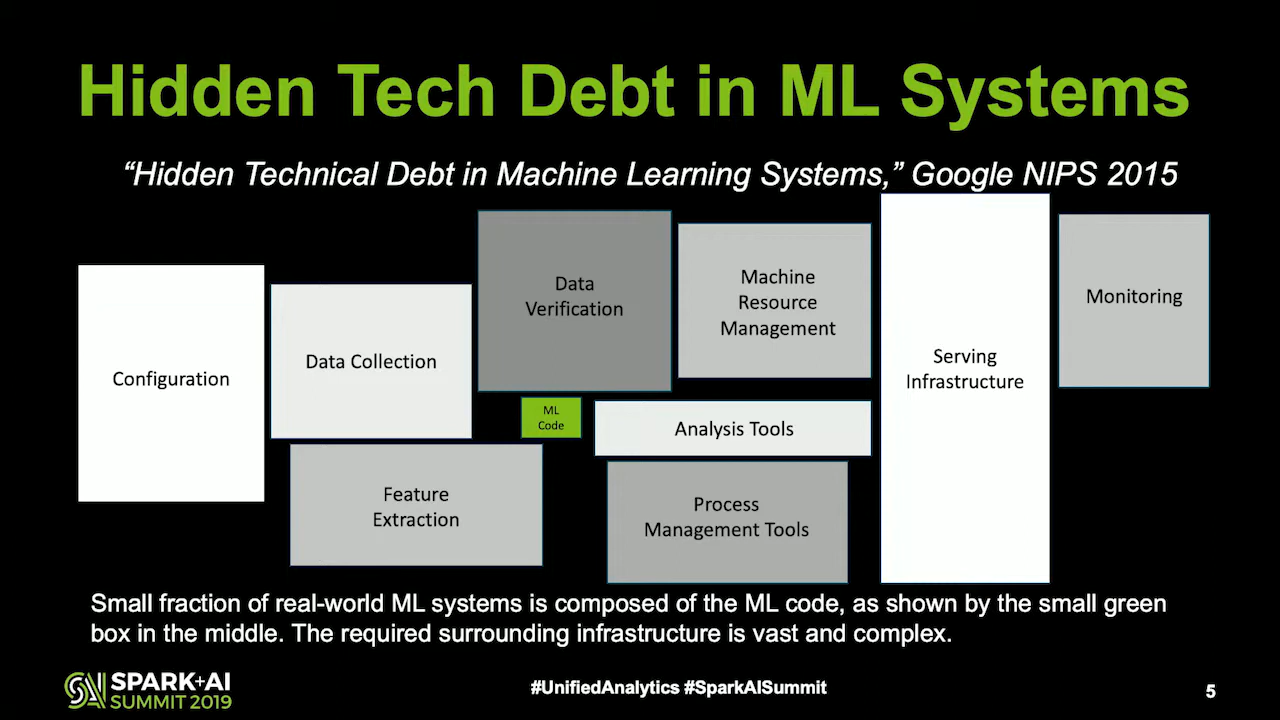 Hidden Tech Debt in ML Systems
“Hidden Technical Debt in Machine Learning Systems,” Google NIPS 2015
Configuration
Data Collection
Data
Verification
Machine
Resource
Management
Serving
Infrastructure
Monitoring
ML
Code
Analysis Tools
Feature
Extraction
Process
Management Tools
Small fraction of real-world ML systems is composed of the ML code, as shown by the small green
box in the middle. The required surrounding infrastructure is vast and complex.
SPARK+AI
SUMMIT 2019
#UnifiedAnalytics #SparkAISummit
5